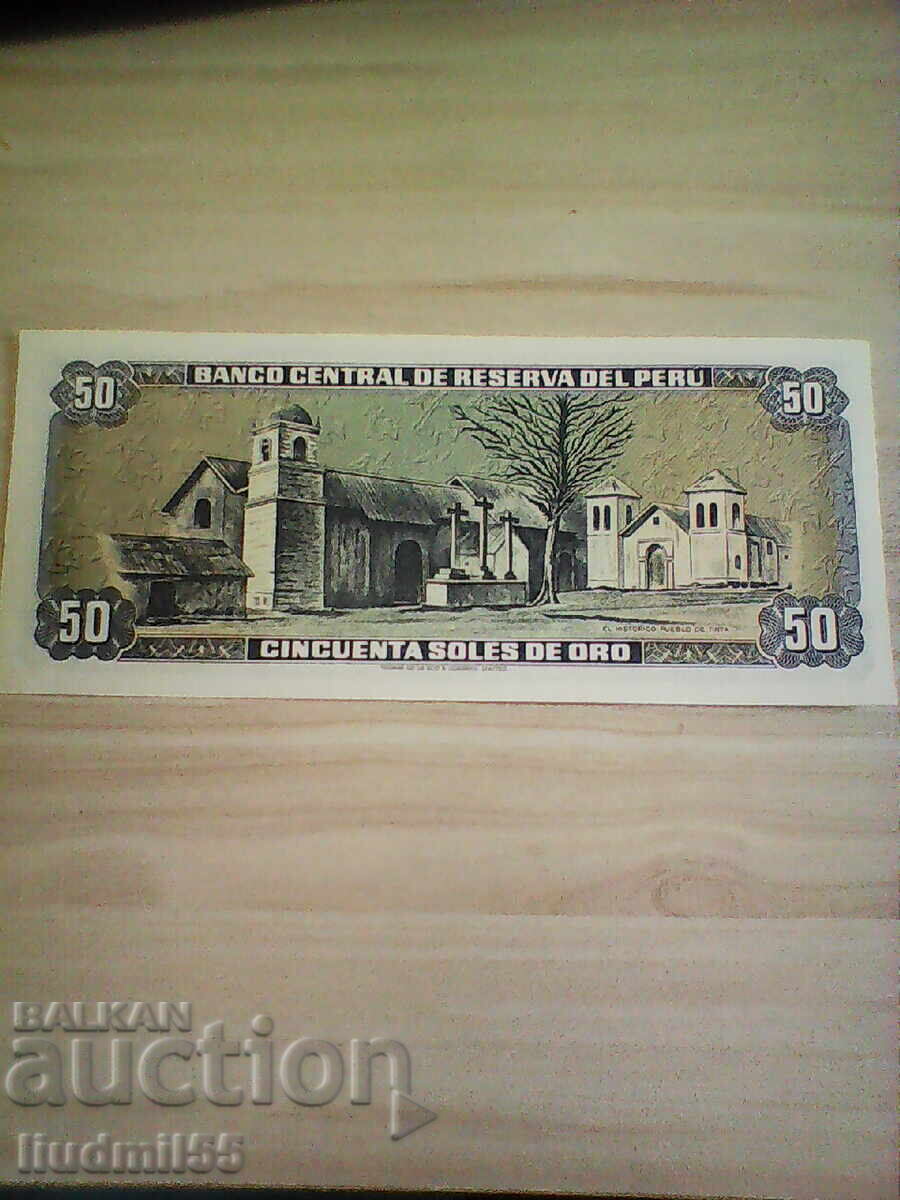 50 BANCO CENTRAL DE RESERVA DEL PERÚ 50
EL HISTORICO PUEBLO DE TINTA
50 CINCUENTA SOLES DE ORO 50
BALKAN
auction
liudmil55